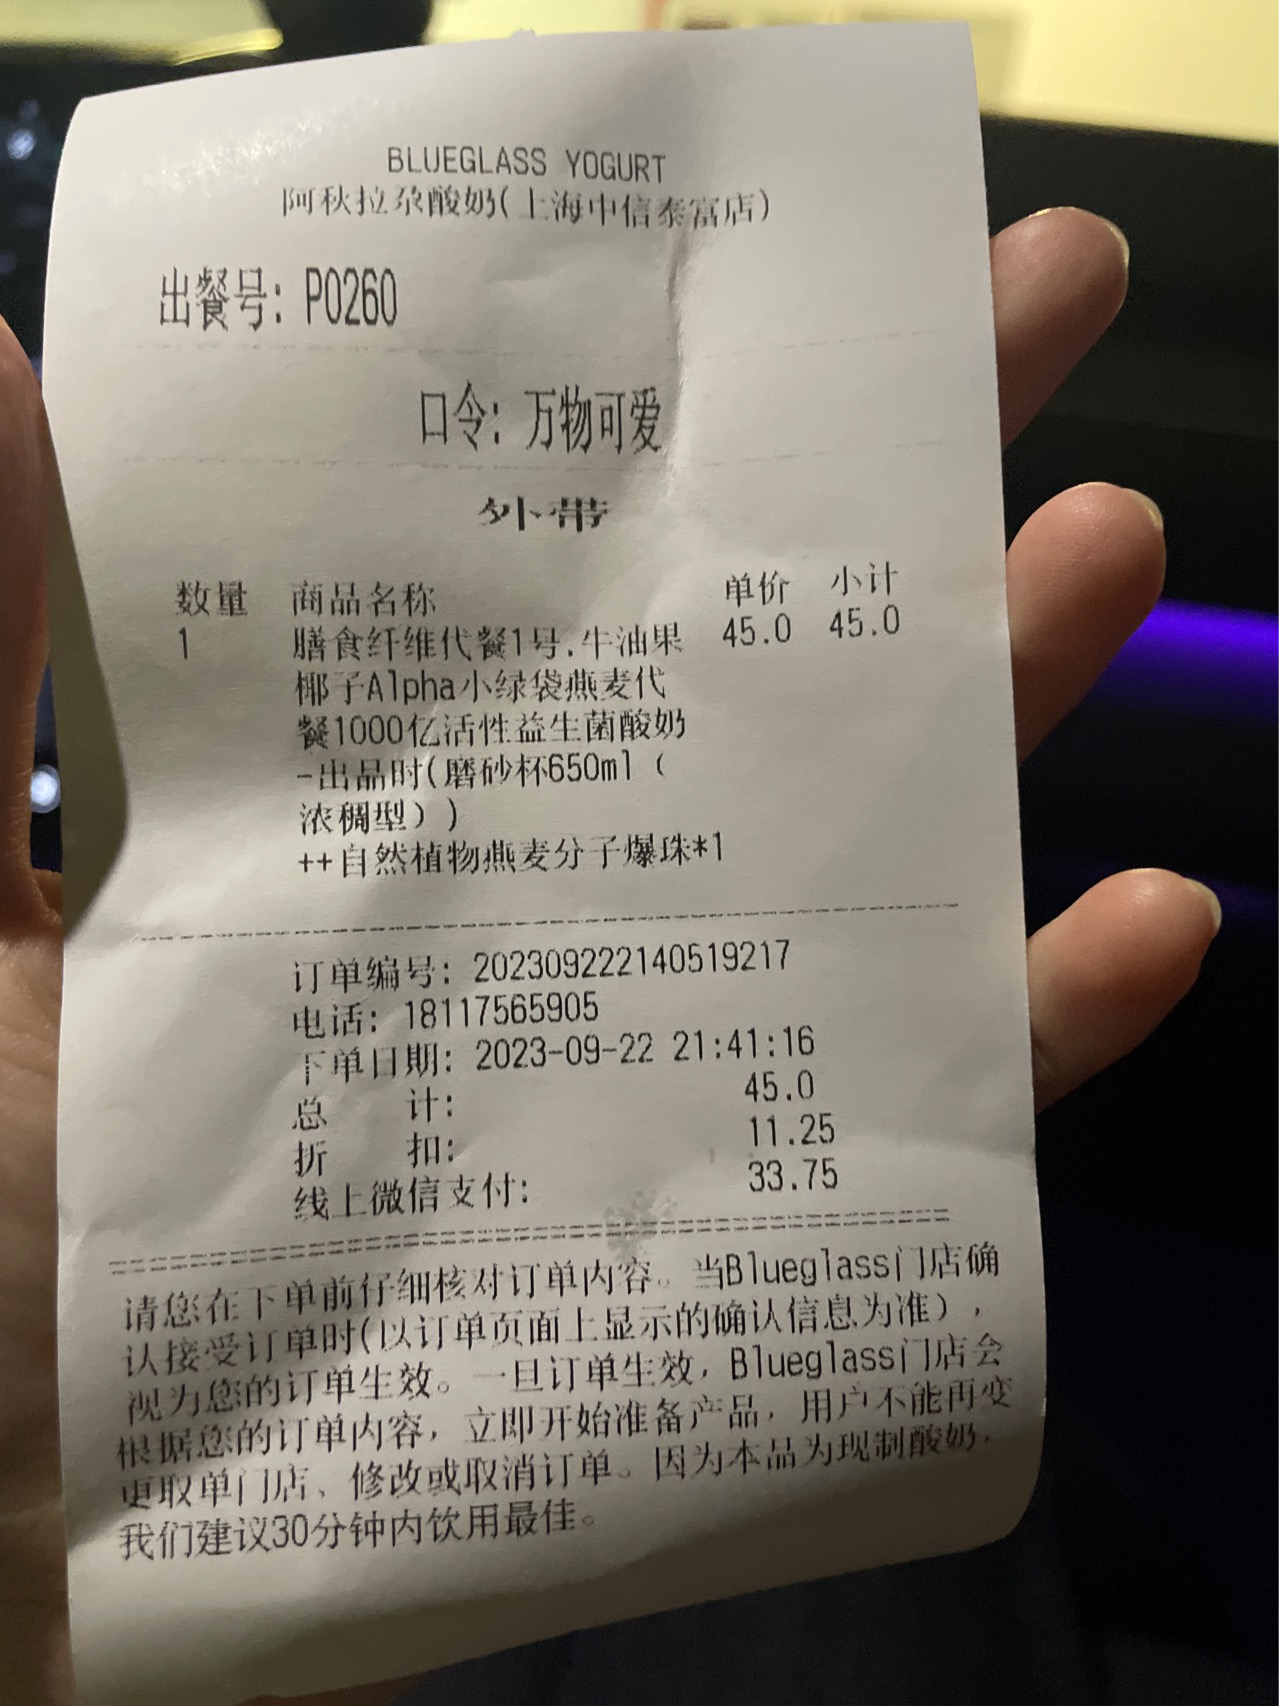 BLUEGLASS YOGURT
阿秋拉尕酸奶(上海中信泰富店)
出餐号: P0260
口令: 万物可爱
外带
数量 商品名称 单价 小计
1 膳食纤维代餐1号.牛油果 45.0 45.0
椰子Alpha小绿袋燕麦代
餐1000亿活性益生菌酸奶
-出品时(磨砂杯650ml（
浓稠型）)
++自然植物燕麦分子爆珠*1
订单编号: 202309222140519217
电话: 18117565905
下单日期: 2023-09-22 21:41:16
总 计: 45.0
折 扣: 11.25
线上微信支付: 33.75
请您在下单前仔细核对订单内容。当Blueglass门店确
认接受订单时(以订单页面上显示的确认信息为准），
视为您的订单生效。一旦订单生效，Blueglass门店会
根据您的订单内容，立即开始准备产品，用户不能再变
更取单门店、修改或取消订单。因为本品为现制酸奶，
我们建议30分钟内饮用最佳。